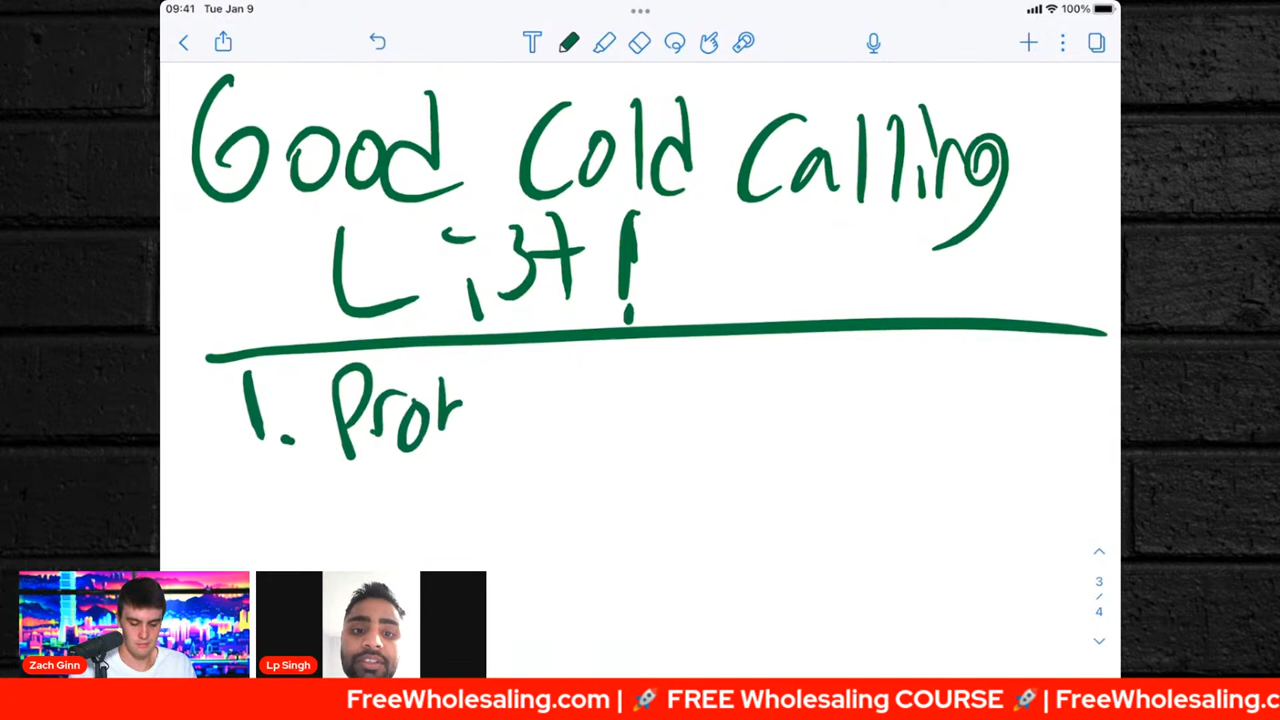 09:41 Tue Jan 9
100%
T
Good Cold Calling
List!
1. Pror
3
4
Zach Ginn
Lp Singh
FreeWholesaling.com | 🚀 FREE Wholesaling COURSE 🚀 | FreeWholesaling.c